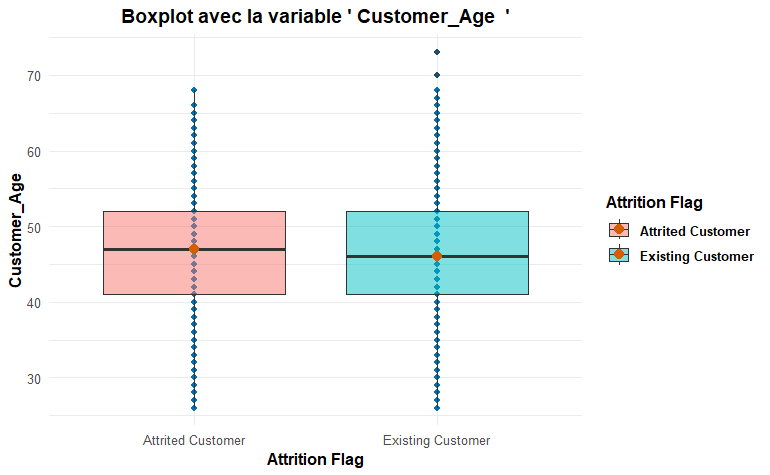 Boxplot avec la variable ' Customer_Age  '
Customer_Age
70
60
50
40
30
Attrited Customer
Existing Customer
Attrition Flag
Attrition Flag
Attrited Customer
Existing Customer